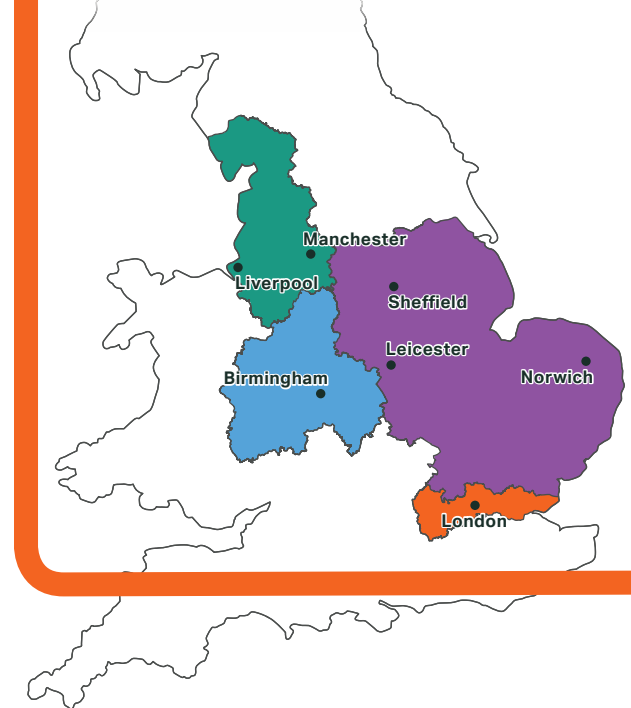 Manchester
Liverpool
Sheffield
Leicester
Birmingham
Norwich
London